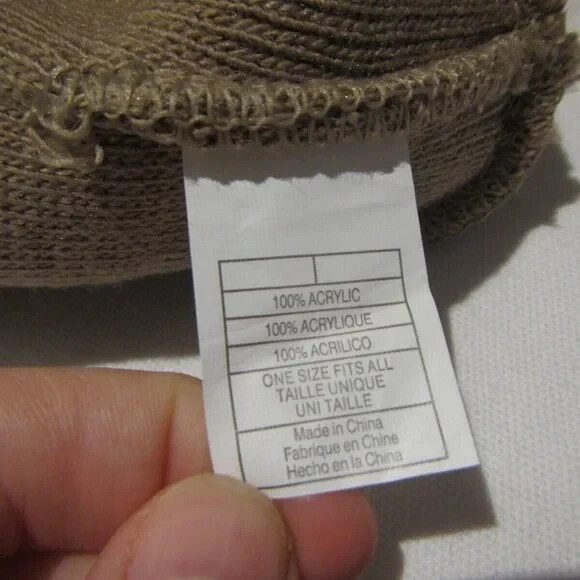 100% ACRYLIC
100% ACRYLIQUE
100% ACRILICO
ONE SIZE FITS ALL
TAILLE UNIQUE
UNI TAILLE
Made in China
Fabrique en Chine
Hecho en la China